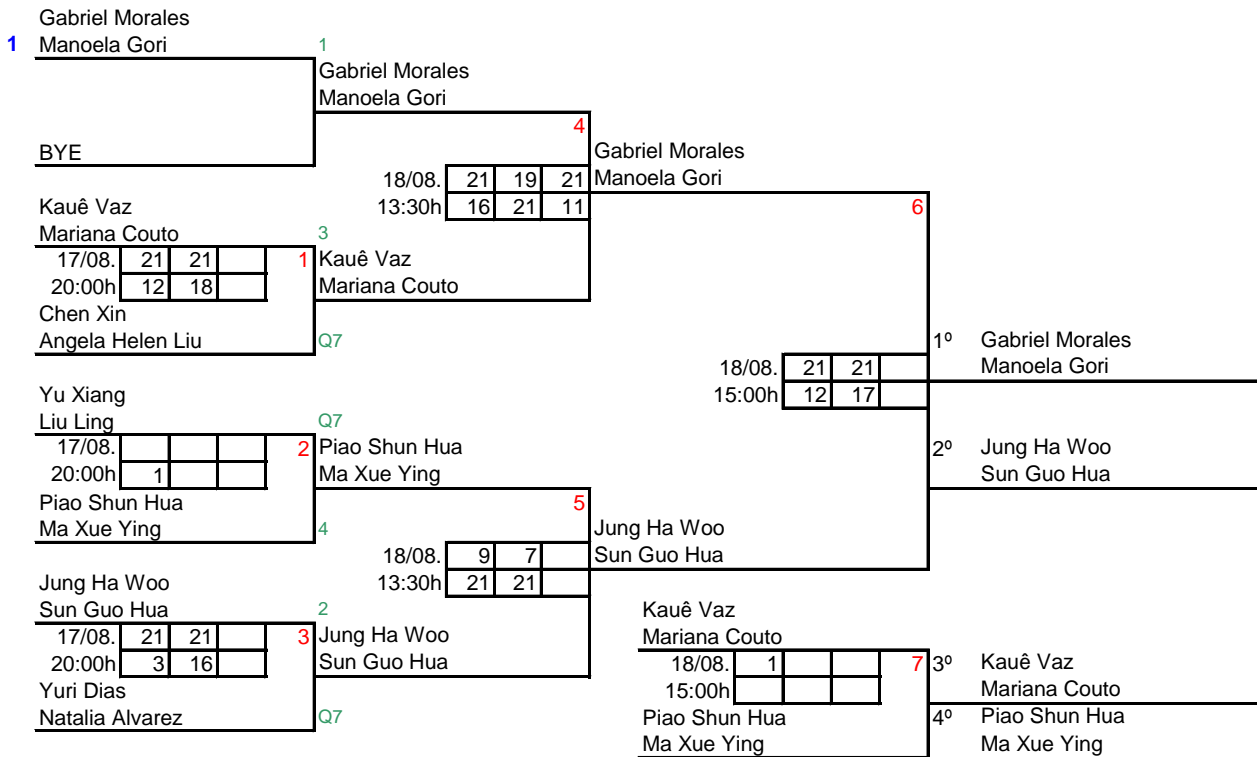 Gabriel Morales
1 Manoela Gori 1
Gabriel Morales
Manoela Gori
4
BYE
Gabriel Morales
18/08. 21 19 21 Manoela Gori
13:30h 16 21 11
6
Kauê Vaz
Mariana Couto 3
17/08. 21 21 1 Kauê Vaz
20:00h 12 18 Mariana Couto
Chen Xin
Angela Helen Liu Q7
1º Gabriel Morales
18/08. 21 21 Manoela Gori
15:00h 12 17
Yu Xiang
Liu Ling Q7
17/08. 2 Piao Shun Hua
20:00h 1 Ma Xue Ying
2º Jung Ha Woo
Sun Guo Hua
Piao Shun Hua
Ma Xue Ying 4
5
Jung Ha Woo
18/08. 9 7 Sun Guo Hua
13:30h 21 21
Jung Ha Woo
Sun Guo Hua 2
17/08. 21 21 3 Jung Ha Woo
20:00h 3 16 Sun Guo Hua
Yuri Dias
Natalia Alvarez Q7
Kauê Vaz
Mariana Couto
18/08. 1 7 3º Kauê Vaz
15:00h Mariana Couto
Piao Shun Hua 4º Piao Shun Hua
Ma Xue Ying Ma Xue Ying